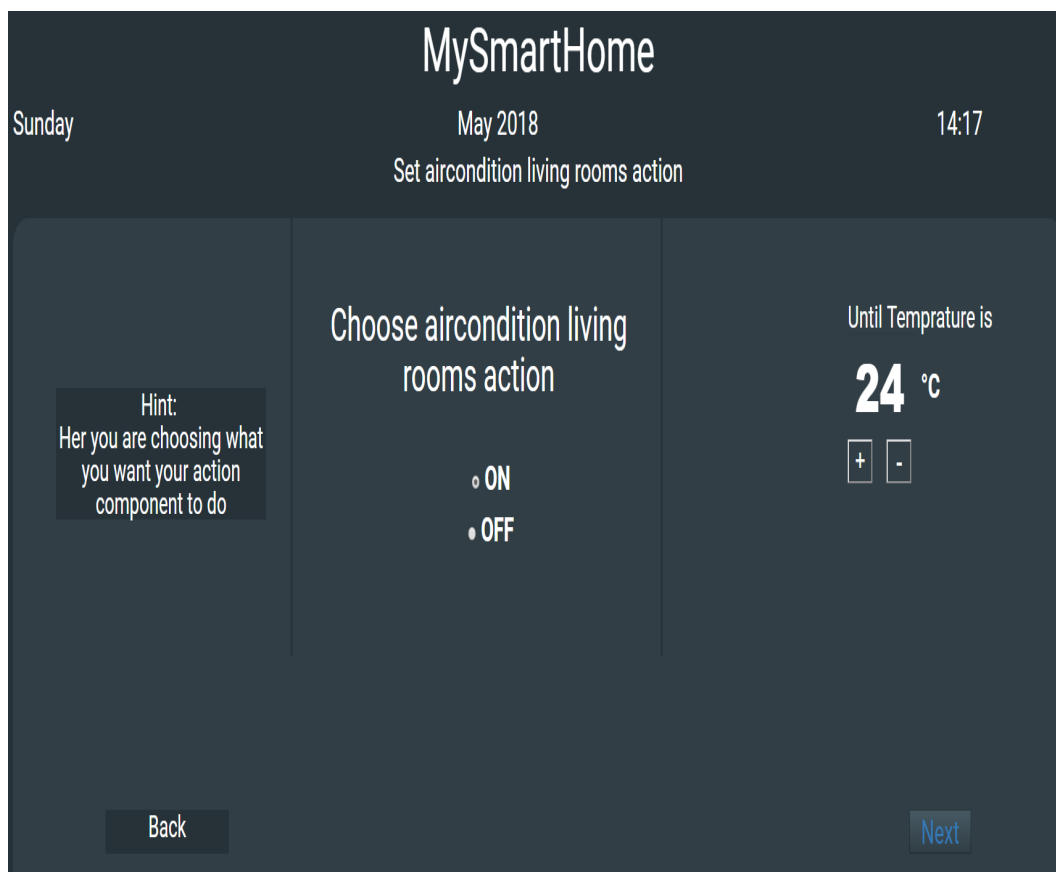 MySmartHome
Sunday May 2018 14:17
Set aircondition living rooms action
Hint:
Her you are choosing what
you want your action
component to do
Choose aircondition living
rooms action
ON
OFF
Until Temprature is
24 °C
+ -
Back Next